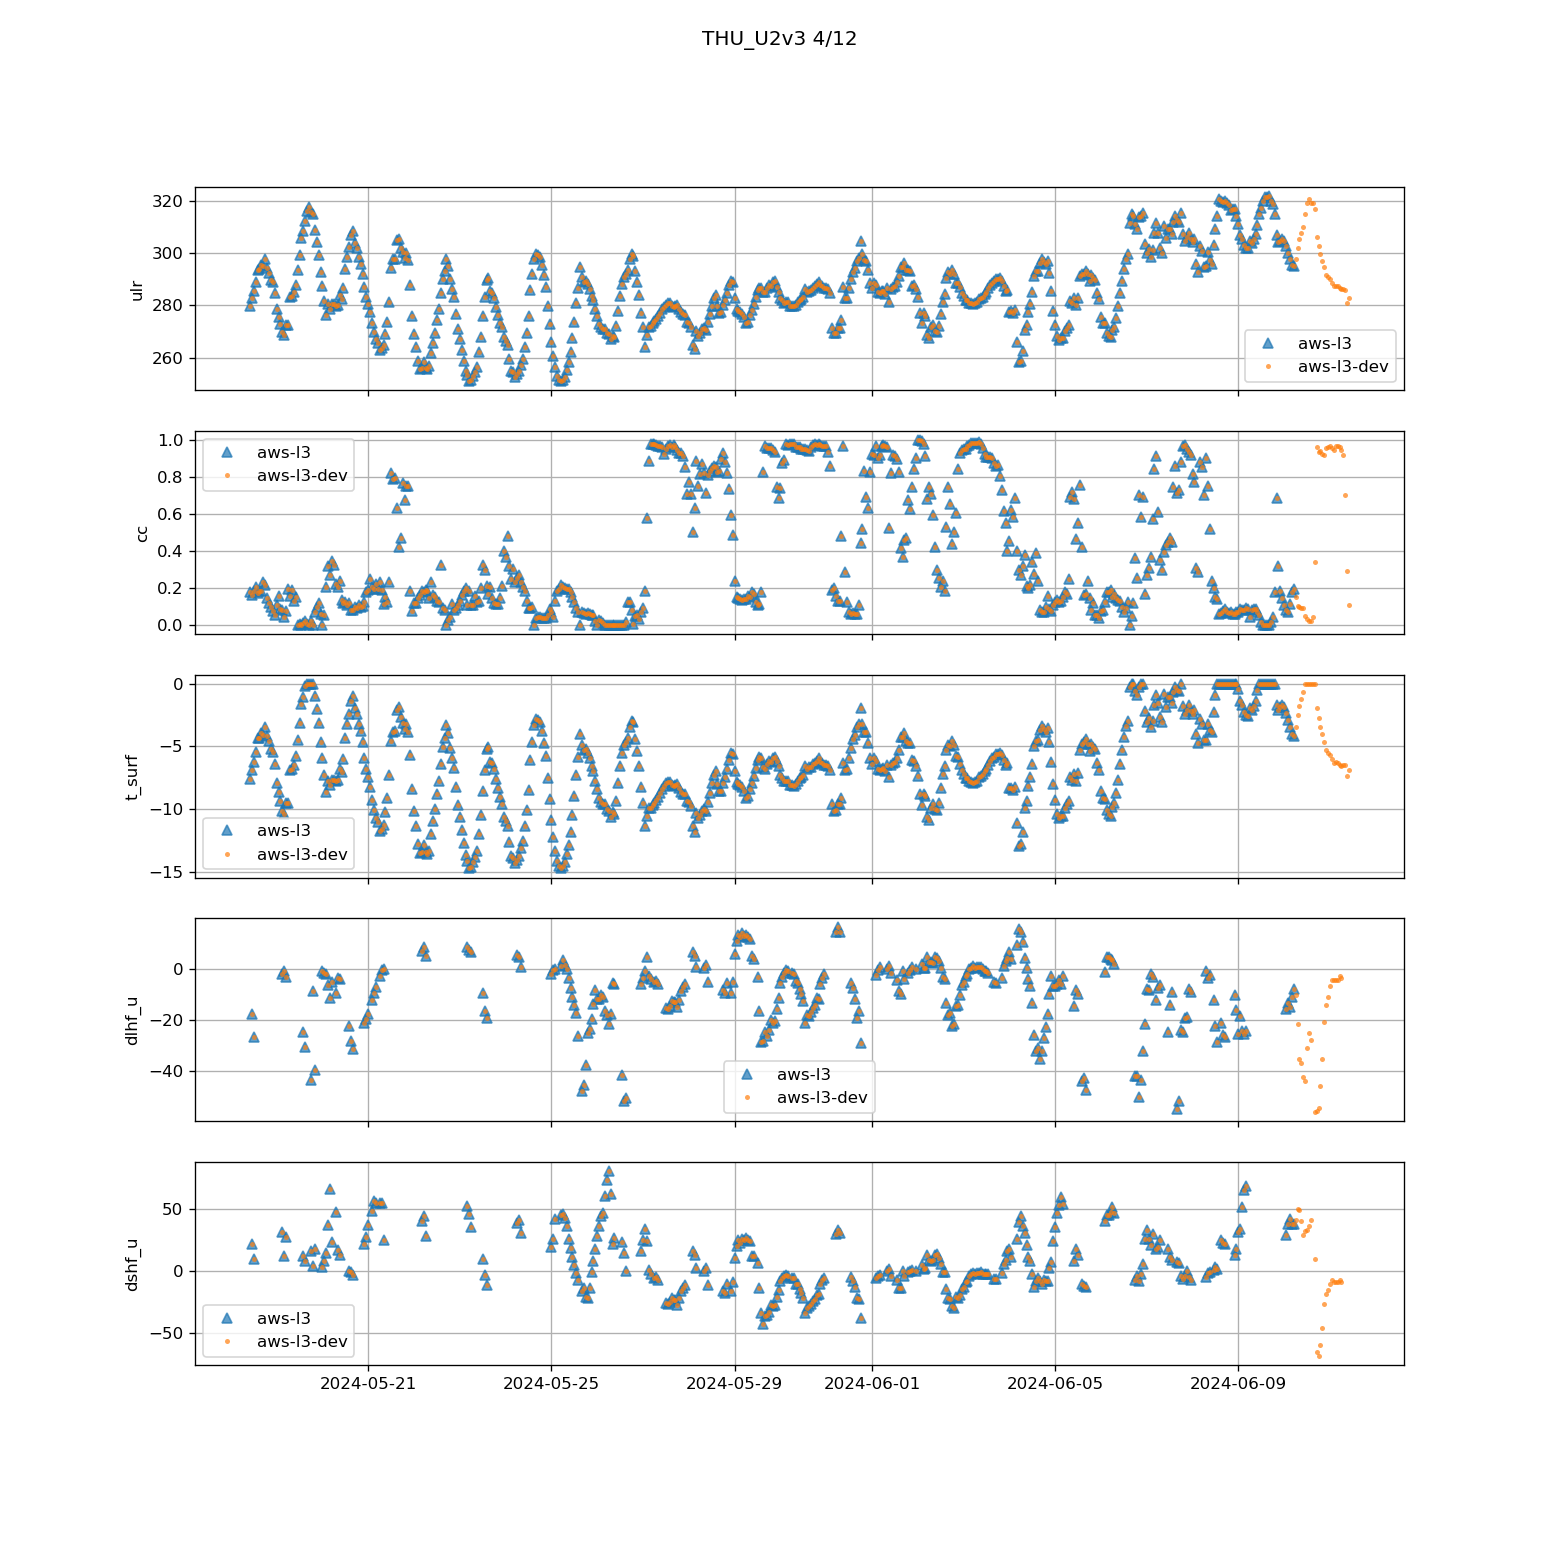 THU_U2v3 4/12
320
300
280
260
ulr
aws-l3
aws-l3-dev
1.0
0.8
0.6
0.4
0.2
0.0
cc
aws-l3
aws-l3-dev
0
−5
−10
−15
t_surf
aws-l3
aws-l3-dev
0
−20
−40
dlhf_u
aws-l3
aws-l3-dev
50
0
−50
dshf_u
aws-l3
aws-l3-dev
2024-05-21 2024-05-25 2024-05-29 2024-06-01 2024-06-05 2024-06-09